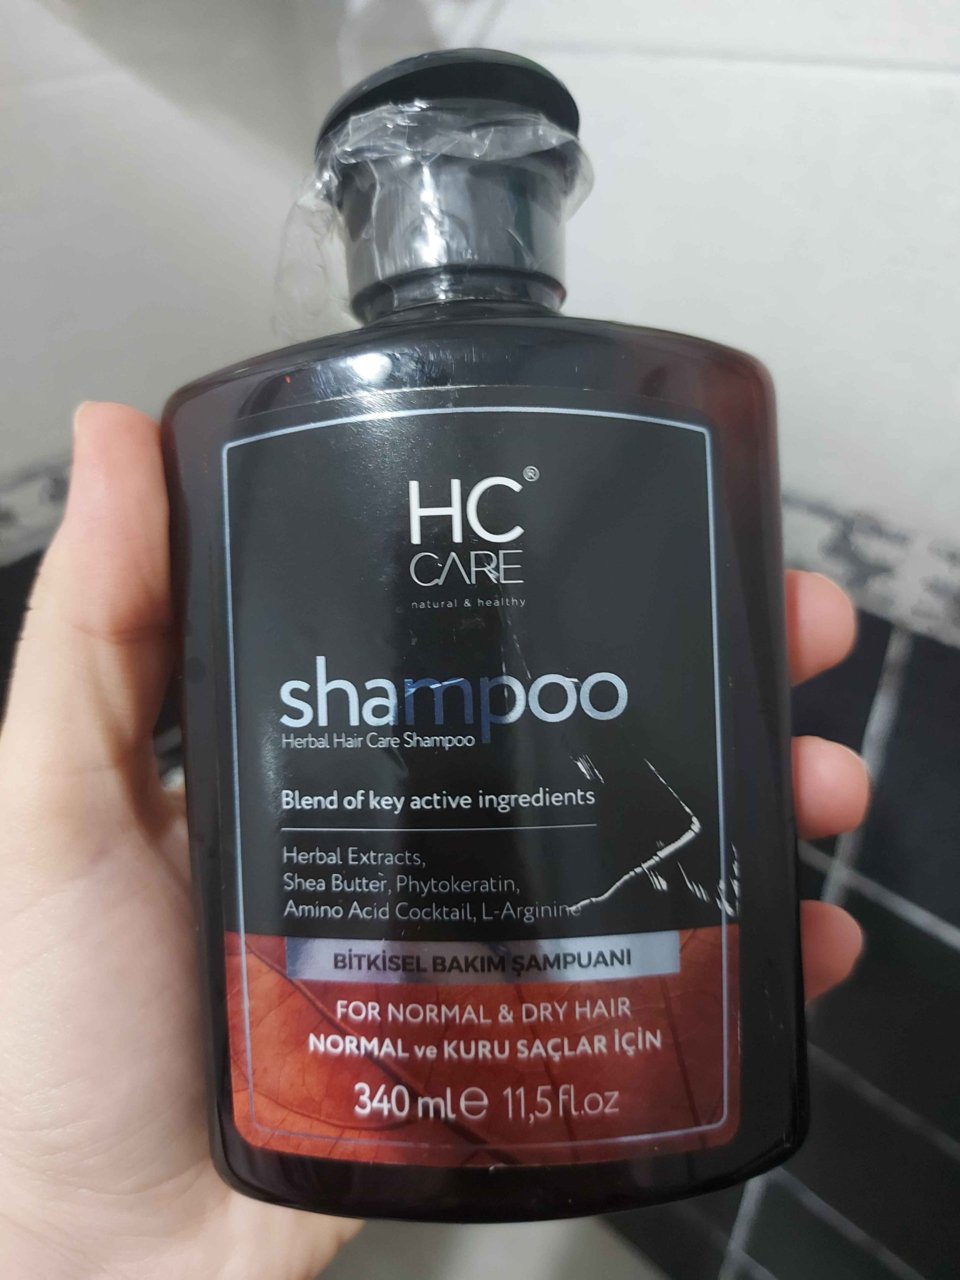 HC®
CARE
natural & healthy
shampoo
Herbal Hair Care Shampoo
Blend of key active ingredients
Herbal Extracts,
Shea Butter, Phytokeratin,
Amino Acid Cocktail, L-Arginine
BİTKİSEL BAKIM ŞAMPUANI
FOR NORMAL & DRY HAIR
NORMAL ve KURU SAÇLAR İÇİN
340 ml℮ 11,5 fl.oz